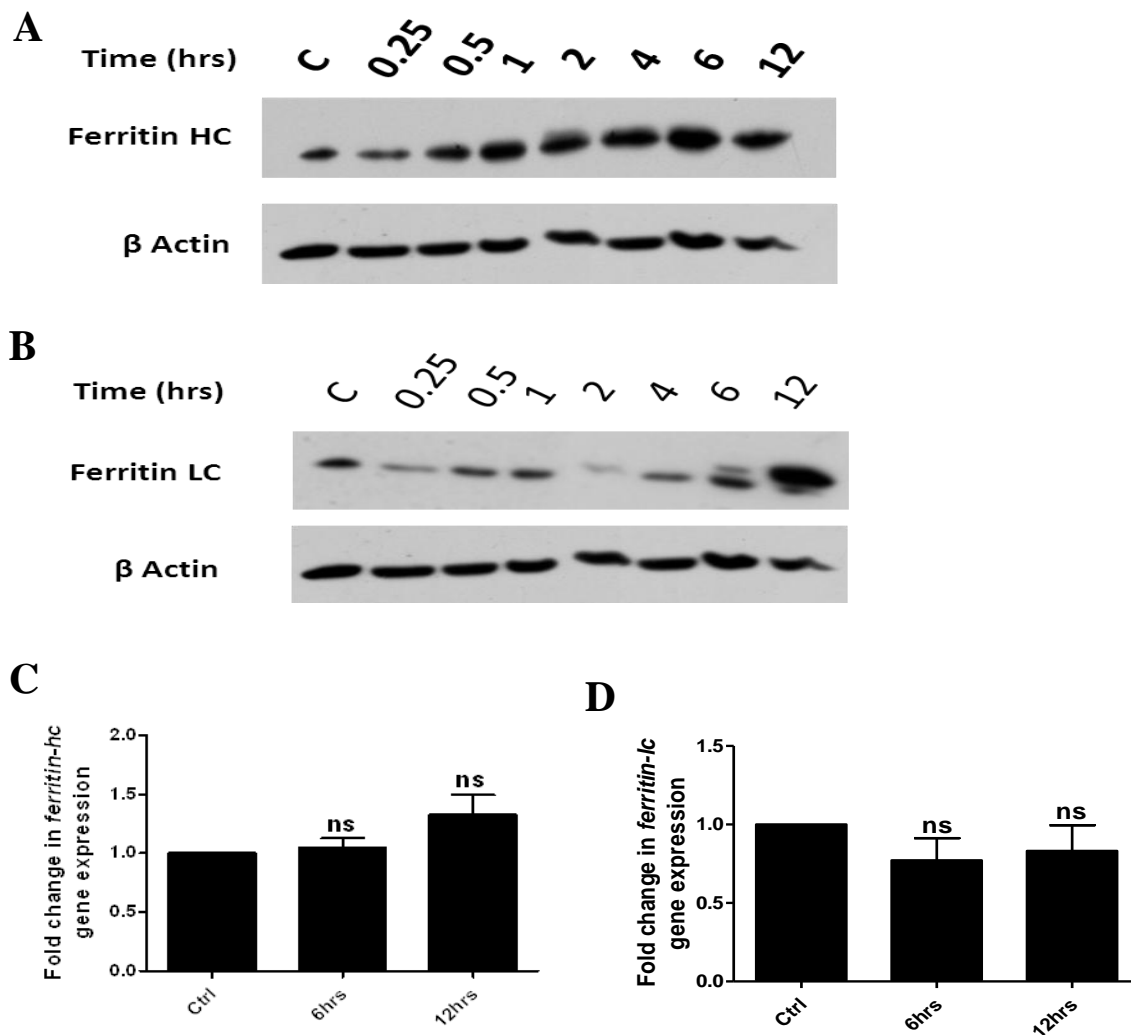 A
Time (hrs) C 0.25 0.5 1 2 4 6 12
Ferritin HC
β Actin
B
Time (hrs) C 0.25 0.5 1 2 4 6 12
Ferritin LC
β Actin
C
Fold change in ferritin-hc
gene expression
2.0
1.5
1.0
0.5
0.0
ns
ns
Ctrl 6hrs 12hrs
D
Fold change in ferritin-lc
gene expression
1.5
1.0
0.5
0.0
ns
ns
Ctrl 6hrs 12hrs